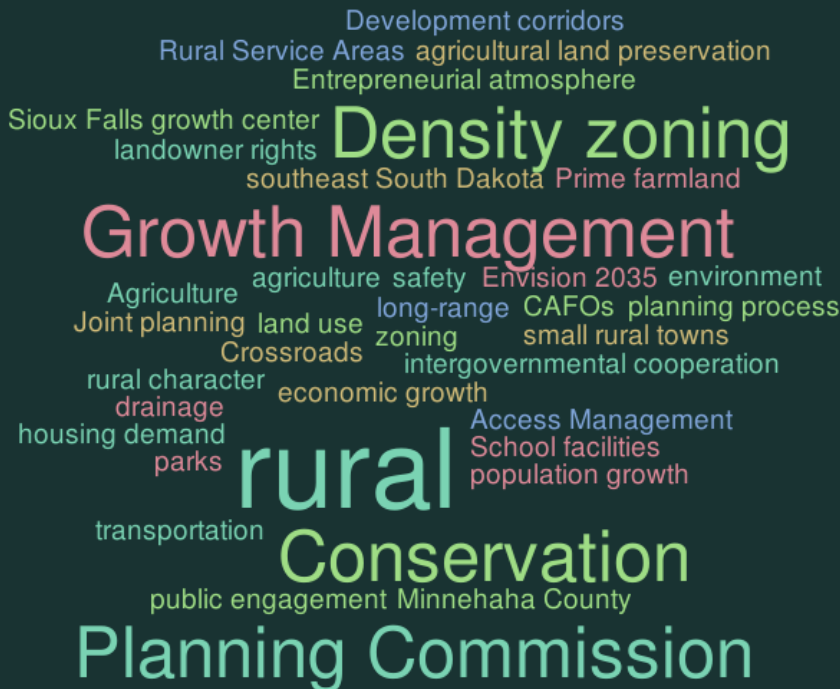 Development corridors
Rural Service Areas agricultural land preservation
Entrepreneurial atmosphere
Sioux Falls growth center
Density zoning
landowner rights
southeast South Dakota Prime farmland
Growth Management
agriculture safety Envision 2035 environment
Agriculture
long-range CAFOs planning process
Joint planning land use zoning small rural towns
Crossroads intergovernmental cooperation
rural character economic growth
drainage
Access Management
housing demand
rural
School facilities
parks
population growth
transportation
Conservation
public engagement Minnehaha County
Planning Commission